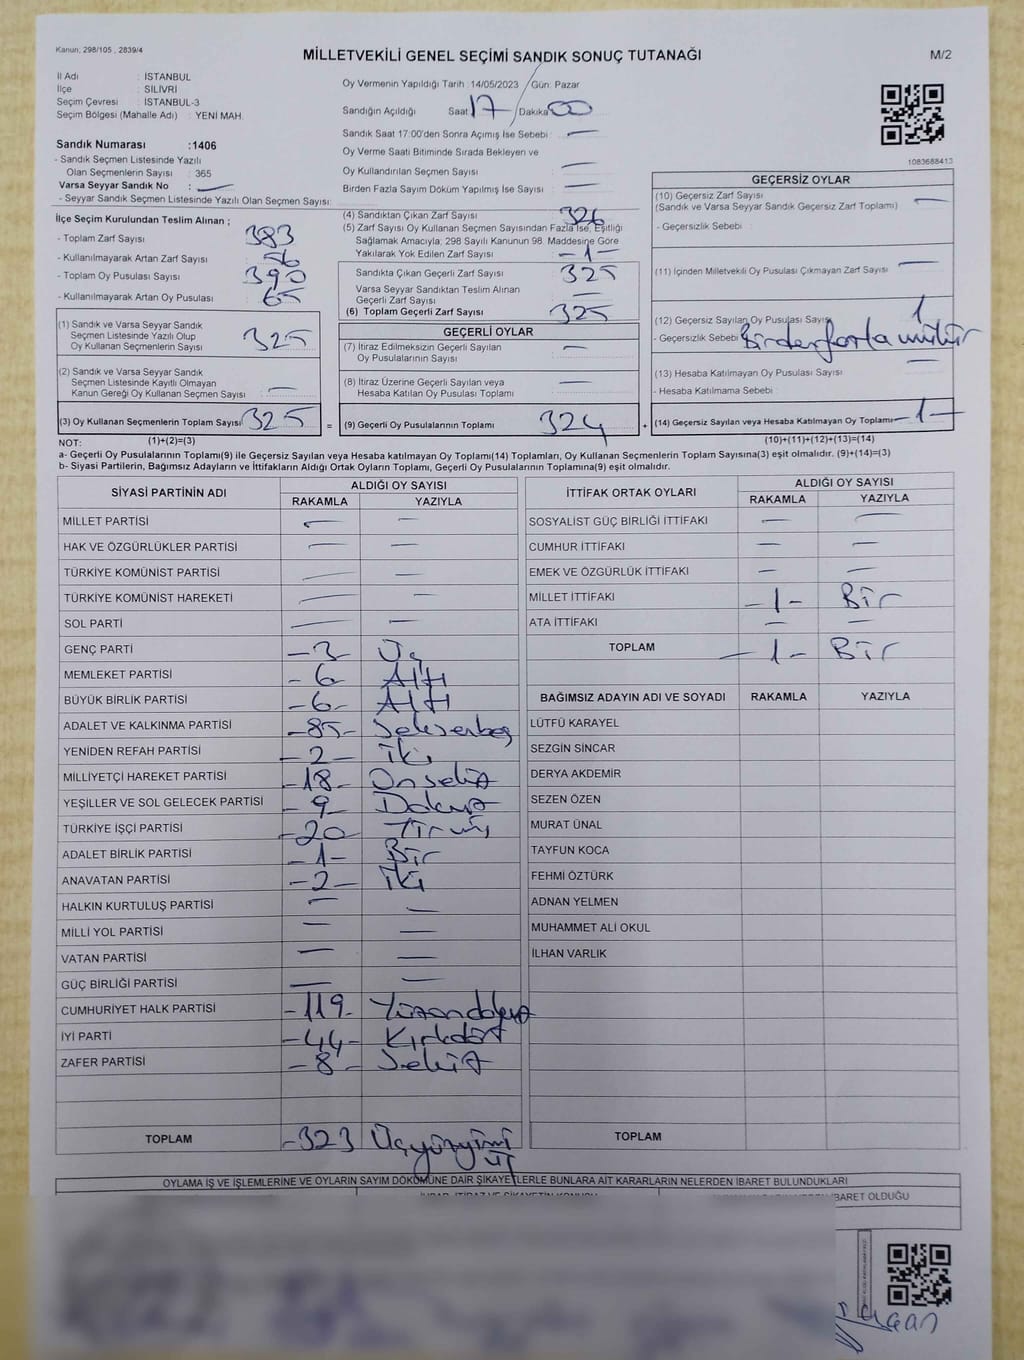 Kanun, 298/105 , 2839/4
MİLLETVEKİLİ GENEL SEÇİMİ SANDIK SONUÇ TUTANAĞI
M/2
İl Adı : İSTANBUL
İlçe : SİLİVRİ
Seçim Çevresi : İSTANBUL-3
Seçim Bölgesi (Mahalle Adı) : YENİ MAH.
Sandık Numarası :1406
- Sandık Seçmen Listesinde Yazılı
Olan Seçmenlerin Sayısı : 365
Varsa Seyyar Sandık No : —
- Seyyar Sandık Seçmen Listesinde Yazılı Olan Seçmen Sayısı:
Oy Vermenin Yapıldığı Tarih : 14/05/2023 Gün: Pazar
Sandığın Açıldığı Saat 17 Dakika 00
Sandık Saat 17:00'den Sonra Açımış İse Sebebi : —
Oy Verme Saati Bitiminde Sırada Bekleyen ve
Oy Kullandırılan Seçmen Sayısı : —
Birden Fazla Sayım Döküm Yapılmış İse Sayısı : —
1083688413
İlçe Seçim Kurulundan Teslim Alınan ;
- Toplam Zarf Sayısı : 383
- Kullanılmayarak Artan Zarf Sayısı : 56
- Toplam Oy Pusulası Sayısı : 390
- Kullanılmayarak Artan Oy Pusulası : 65
(1) Sandık ve Varsa Seyyar Sandık
Seçmen Listesinde Yazılı Olup
Oy Kullanan Seçmenlerin Sayısı : 325
(2) Sandık ve Varsa Seyyar Sandık
Seçmen Listesinde Kayıtlı Olmayan
Kanun Gereği Oy Kullanan Seçmen Sayısı : —
(3) Oy Kullanan Seçmenlerin Toplam Sayısı: 325
(4) Sandıktan Çıkan Zarf Sayısı 326
(5) Zarf Sayısı Oy Kullanan Seçmen Sayısından Fazla İse, Eşitliği
Sağlamak Amacıyla; 298 Sayılı Kanunun 98. Maddesine Göre
Yakılarak Yok Edilen Zarf Sayısı : -1-
Sandıkta Çıkan Geçerli Zarf Sayısı : 325
Varsa Seyyar Sandıktan Teslim Alınan
Geçerli Zarf Sayısı : —
(6) Toplam Geçerli Zarf Sayısı : 325
GEÇERLİ OYLAR
(7) İtiraz Edilmeksizin Geçerli Sayılan
Oy Pusulalarının Sayısı : —
(8) İtiraz Üzerine Geçerli Sayılan veya
Hesaba Katılan Oy Pusulası Toplamı : —
= (9) Geçerli Oy Pusulalarının Toplamı : 324
GEÇERSİZ OYLAR
(10) Geçersiz Zarf Sayısı
(Sandık ve Varsa Seyyar Sandık Geçersiz Zarf Toplamı) : —
- Geçersizlik Sebebi :
(11) İçinden Milletvekili Oy Pusulası Çıkmayan Zarf Sayısı : —
(12) Geçersiz Sayılan Oy Pusulası Sayısı : 1
- Geçersizlik Sebebi : Birden fazla mühür
(13) Hesaba Katılmayan Oy Pusulası Sayısı : —
- Hesaba Katılmama Sebebi :
+ (14) Geçersiz Sayılan veya Hesaba Katılmayan Oy Toplamı -1-
NOT: (1)+(2)=(3) (10)+(11)+(12)+(13)=(14)
a- Geçerli Oy Pusulalarının Toplamı(9) ile Geçersiz Sayılan veya Hesaba katılmayan Oy Toplamı(14) Toplamları, Oy Kullanan Seçmenlerin Toplam Sayısına(3) eşit olmalıdır. (9)+(14)=(3)
b- Siyasi Partilerin, Bağımsız Adayların ve İttifakların Aldığı Ortak Oyların Toplamı, Geçerli Oy Pusulalarının Toplamına(9) eşit olmalıdır.
SİYASİ PARTİNİN ADI ALDIĞI OY SAYISI
RAKAMLA YAZIYLA
MİLLET PARTİSİ — —
HAK VE ÖZGÜRLÜKLER PARTİSİ — —
TÜRKİYE KOMÜNİST PARTİSİ — —
TÜRKİYE KOMÜNİST HAREKETİ — —
SOL PARTİ — —
GENÇ PARTİ -3- Üç
MEMLEKET PARTİSİ -6- Altı
BÜYÜK BİRLİK PARTİSİ -6- Altı
ADALET VE KALKINMA PARTİSİ -85- Seksenbeş
YENİDEN REFAH PARTİSİ -2- İki
MİLLİYETÇİ HAREKET PARTİSİ -18- Onsekiz
YEŞİLLER VE SOL GELECEK PARTİSİ -9- Dokuz
TÜRKİYE İŞÇİ PARTİSİ -20- Yirmi
ADALET BİRLİK PARTİSİ -1- Bir
ANAVATAN PARTİSİ -2- İki
HALKIN KURTULUŞ PARTİSİ — —
MİLLİ YOL PARTİSİ — —
VATAN PARTİSİ — —
GÜÇ BİRLİĞİ PARTİSİ — —
CUMHURİYET HALK PARTİSİ -119- Yüzondokuz
İYİ PARTİ -44- Kırkdört
ZAFER PARTİSİ -8- Sekiz
TOPLAM -323 Üçyüzyirmi
üç
İTTİFAK ORTAK OYLARI ALDIĞI OY SAYISI
RAKAMLA YAZIYLA
SOSYALİST GÜÇ BİRLİĞİ İTTİFAKI — —
CUMHUR İTTİFAKI — —
EMEK VE ÖZGÜRLÜK İTTİFAKI — —
MİLLET İTTİFAKI -1- Bir
ATA İTTİFAKI — —
TOPLAM -1- Bir
BAĞIMSIZ ADAYIN ADI VE SOYADI RAKAMLA YAZIYLA
LÜTFÜ KARAYEL
SEZGİN SİNCAR
DERYA AKDEMİR
SEZEN ÖZEN
MURAT ÜNAL
TAYFUN KOCA
FEHMİ ÖZTÜRK
ADNAN YELMEN
MUHAMMET ALİ OKUL
İLHAN VARLIK
TOPLAM
OYLAMA İŞ VE İŞLEMLERİNE VE OYLARIN SAYIM DÖKÜMÜNE DAİR ŞİKAYETLERLE BUNLARA AİT KARARLARIN NELERDEN İBARET BULUNDUKLARI
İBARET OLDUĞU